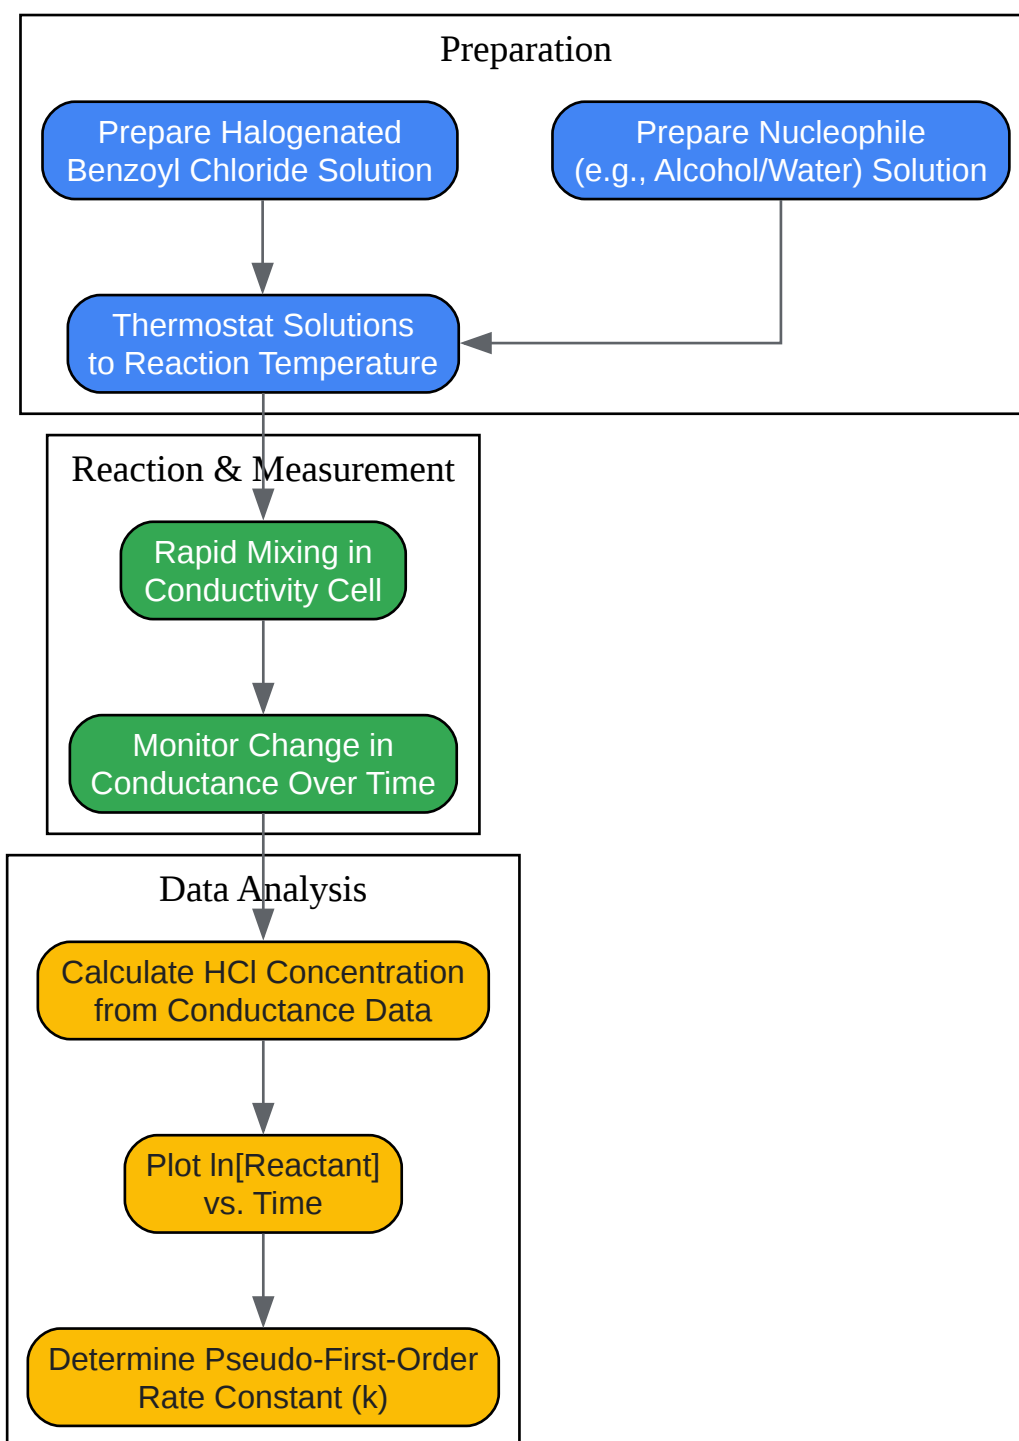 Preparation
Prepare Halogenated
Benzoyl Chloride Solution
Prepare Nucleophile
(e.g., Alcohol/Water) Solution
Thermostat Solutions
to Reaction Temperature
Reaction & Measurement
Rapid Mixing in
Conductivity Cell
Monitor Change in
Conductance Over Time
Data Analysis
Calculate HCl Concentration
from Conductance Data
Plot ln[Reactant]
vs. Time
Determine Pseudo-First-Order
Rate Constant (k)